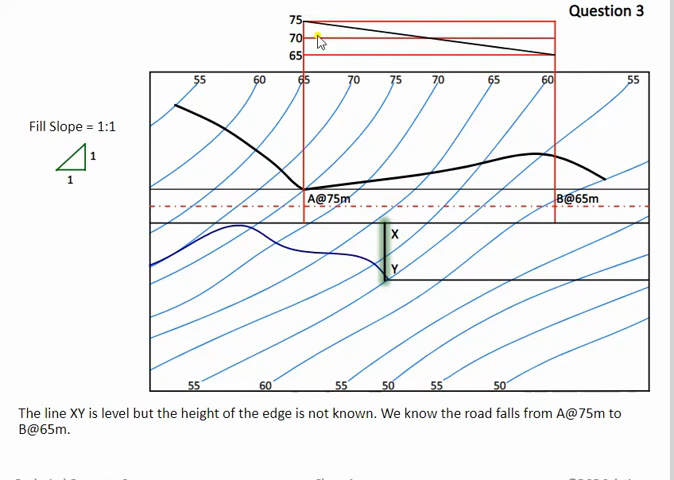 Question 3
75
70
65
55 60 65 70 75 70 65 60 55
Fill Slope = 1:1
1
1
A@75m B@65m
X
Y
55 60 55 50 55 50
The line XY is level but the height of the edge is not known. We know the road falls from A@75m to
B@65m.